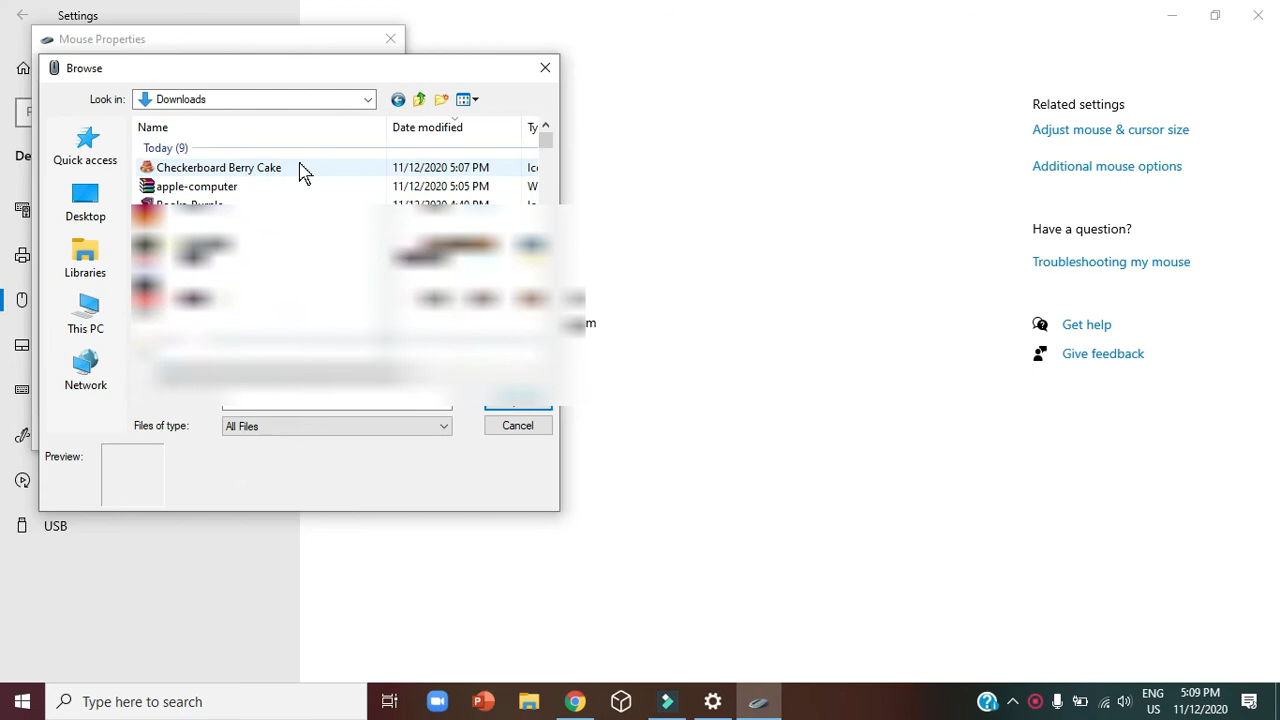 Settings
Mouse Properties
Browse
Look in: Downloads
Name Date modified Ty
Today (9)
Checkerboard Berry Cake 11/12/2020 5:07 PM Ico
apple-computer 11/12/2020 5:05 PM W
Quick access
Desktop
Libraries
This PC
Network
De
F
m
Files of type: All Files
Cancel
Preview:
USB
Related settings
Adjust mouse & cursor size
Additional mouse options
Have a question?
Troubleshooting my mouse
Get help
Give feedback
Type here to search
ENG
US
5:09 PM
11/12/2020